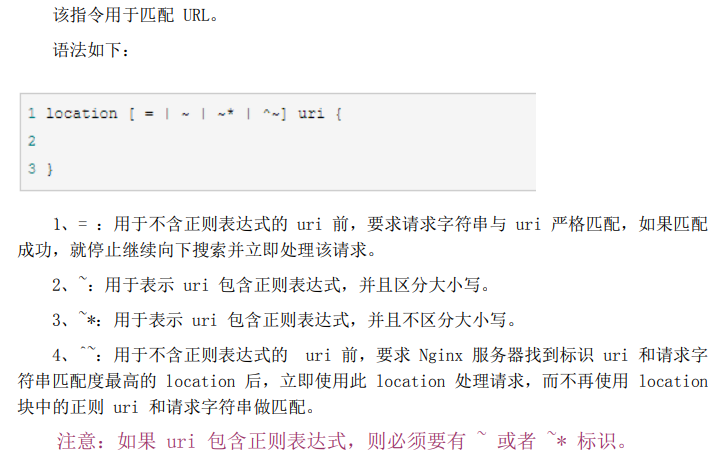 该指令用于匹配 URL。
语法如下：
1 location [ = | ~ | ~* | ^~] uri {
2
3 }
1、= ：用于不含正则表达式的 uri 前，要求请求字符串与 uri 严格匹配，如果匹配
成功，就停止继续向下搜索并立即处理该请求。
2、~：用于表示 uri 包含正则表达式，并且区分大小写。
3、~*：用于表示 uri 包含正则表达式，并且不区分大小写。
4、^~：用于不含正则表达式的 uri 前，要求 Nginx 服务器找到标识 uri 和请求字
符串匹配度最高的 location 后，立即使用此 location 处理请求，而不再使用 location
块中的正则 uri 和请求字符串做匹配。
注意：如果 uri 包含正则表达式，则必须要有 ~ 或者 ~* 标识。